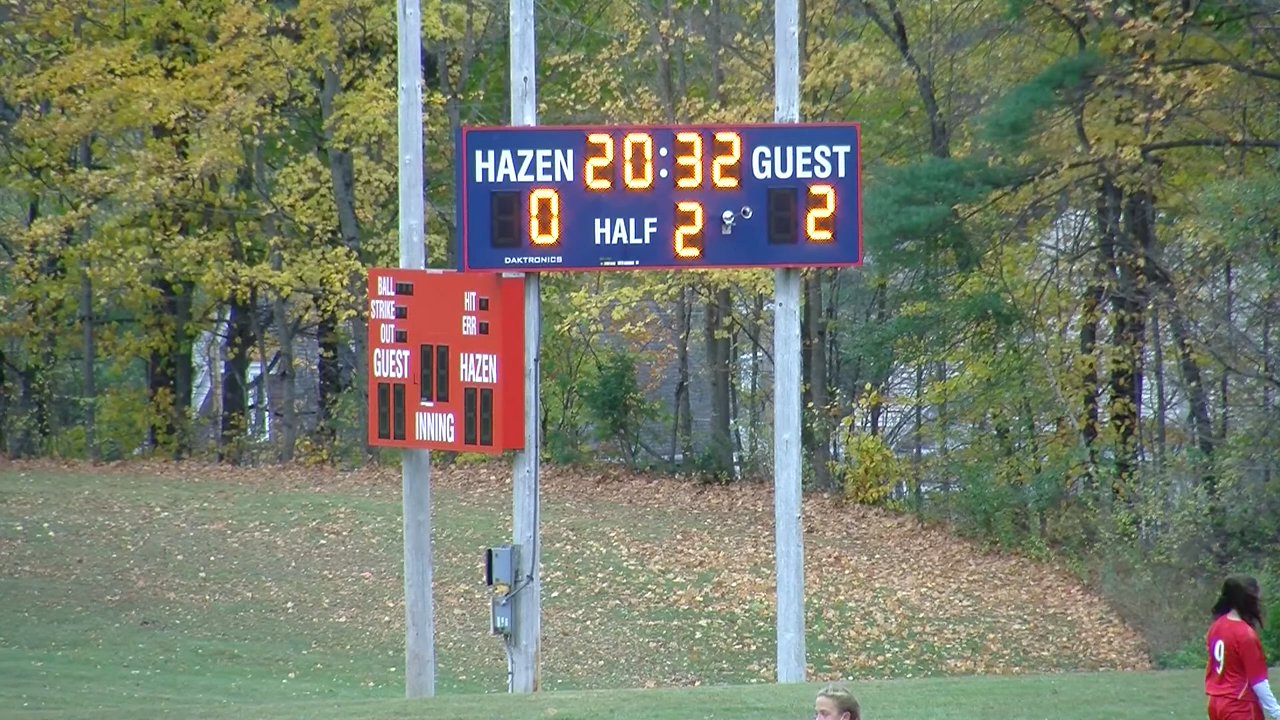 HAZEN 20:32 GUEST
0 HALF 2 2
DAKTRONICS
BALL HIT
STRIKE ERR
OUT
GUEST HAZEN
INNING
9